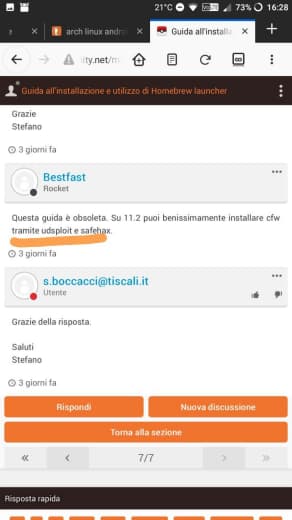 21°C 73% 16:28
arch linux andr
Guida all'installa
ity.net/m
Guida all'installazione e utilizzo di Homebrew launcher
Grazie
Stefano
3 giorni fa
Bestfast
Rocket
Questa guida è obsoleta. Su 11.2 puoi benissimamente installare cfw
tramite udsploit e safehax.
3 giorni fa
s.boccacci@tiscali.it
Utente
Grazie della risposta.
Saluti
Stefano
3 giorni fa
Rispondi
Nuova discussione
Torna alla sezione
« ‹ 7/7 › »
Risposta rapida